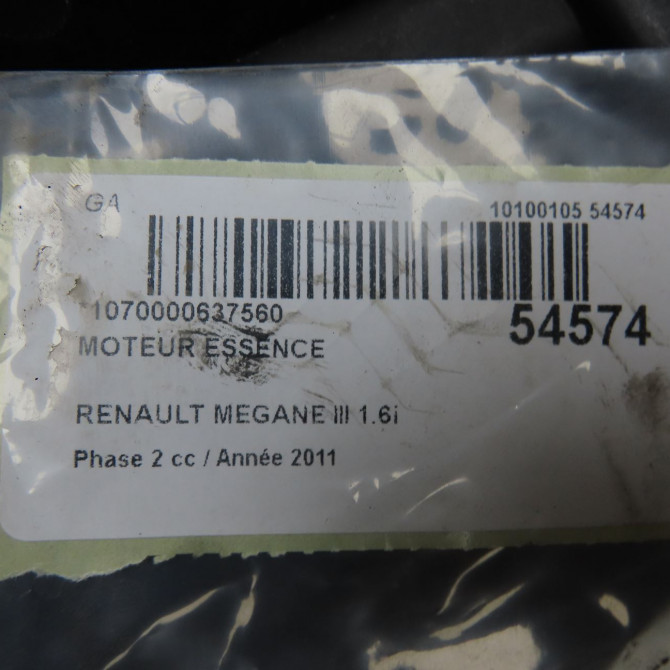 GA
10100105 54574
1070000637560
54574
MOTEUR ESSENCE
RENAULT MEGANE III 1.6i
Phase 2 cc / Année 2011